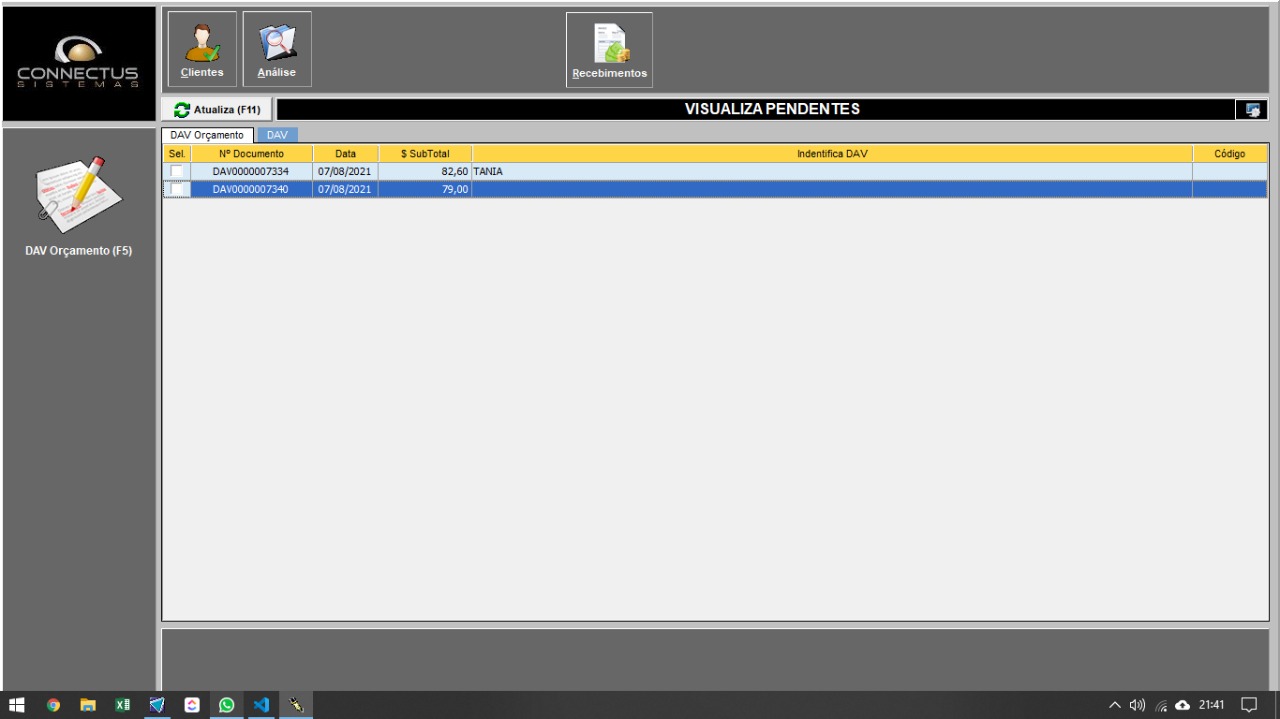 CONNECTUS
SISTEMAS
Clientes
Análise
Recebimentos
Atualiza (F11)
VISUALIZA PENDENTES
DAV Orçamento DAV
Sel. Nº Documento Data $ SubTotal Indentifica DAV Código
DAV0000007334 07/08/2021 82,60 TANIA
DAV0000007340 07/08/2021 79,00
DAV Orçamento (F5)
21:41